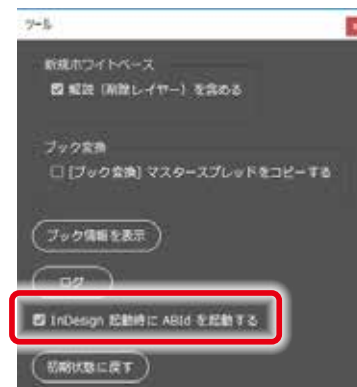 ツール
新規ホワイトベース
解説（削除レイヤー）を含める
ブック変換
[ブック変換] マスタースプレッドをコピーする
ブック情報を表示
ログ
InDesign 起動時に ABId を起動する
初期状態に戻す